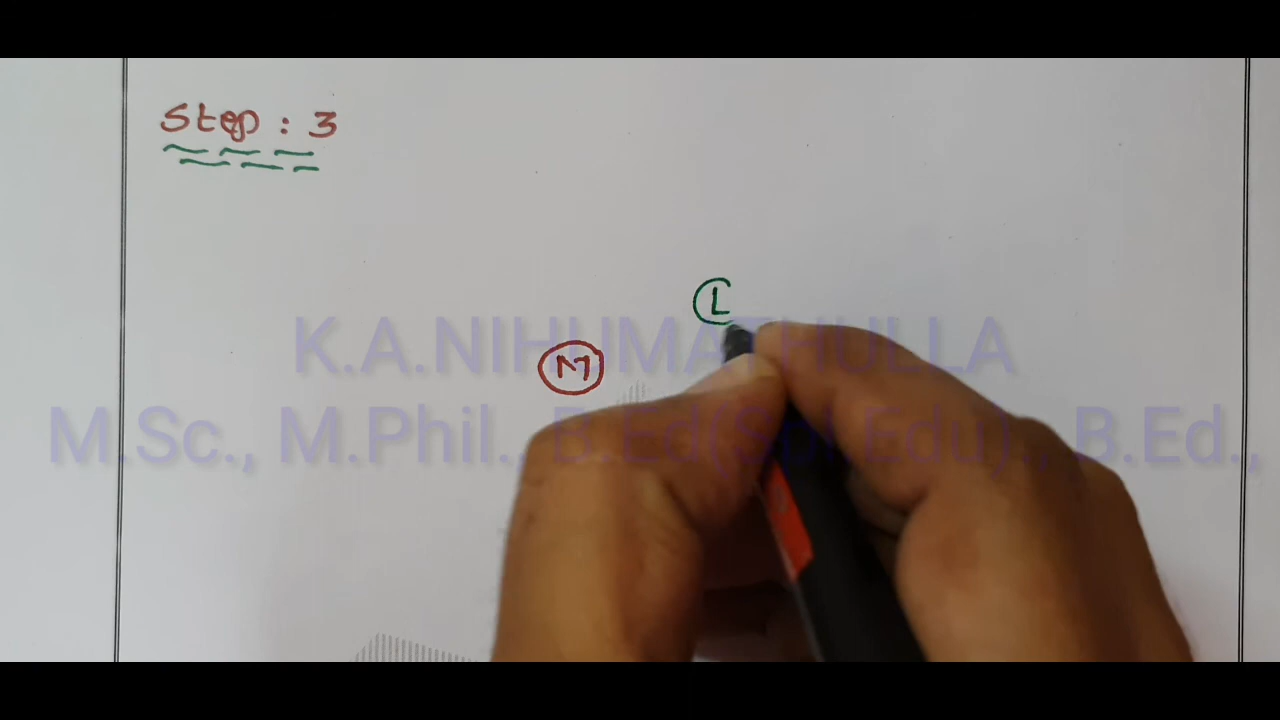 Step : 3
L
K.A.NIHUMATHULLA
M
M.Sc., M.Phil., B.Ed(Spl.Edu)., B.Ed.,